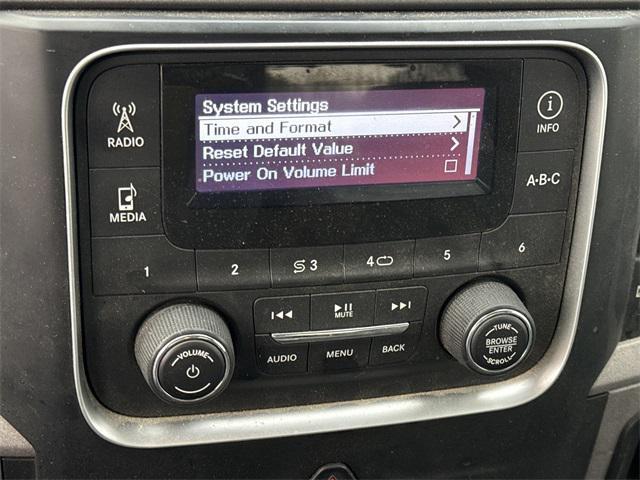 System Settings
Time and Format
Reset Default Value
Power On Volume Limit
RADIO
MEDIA
INFO
A•B•C
1
2
3
4
5
6
MUTE
AUDIO
MENU
BACK
VOLUME
TUNE
BROWSE
ENTER
SCROLL